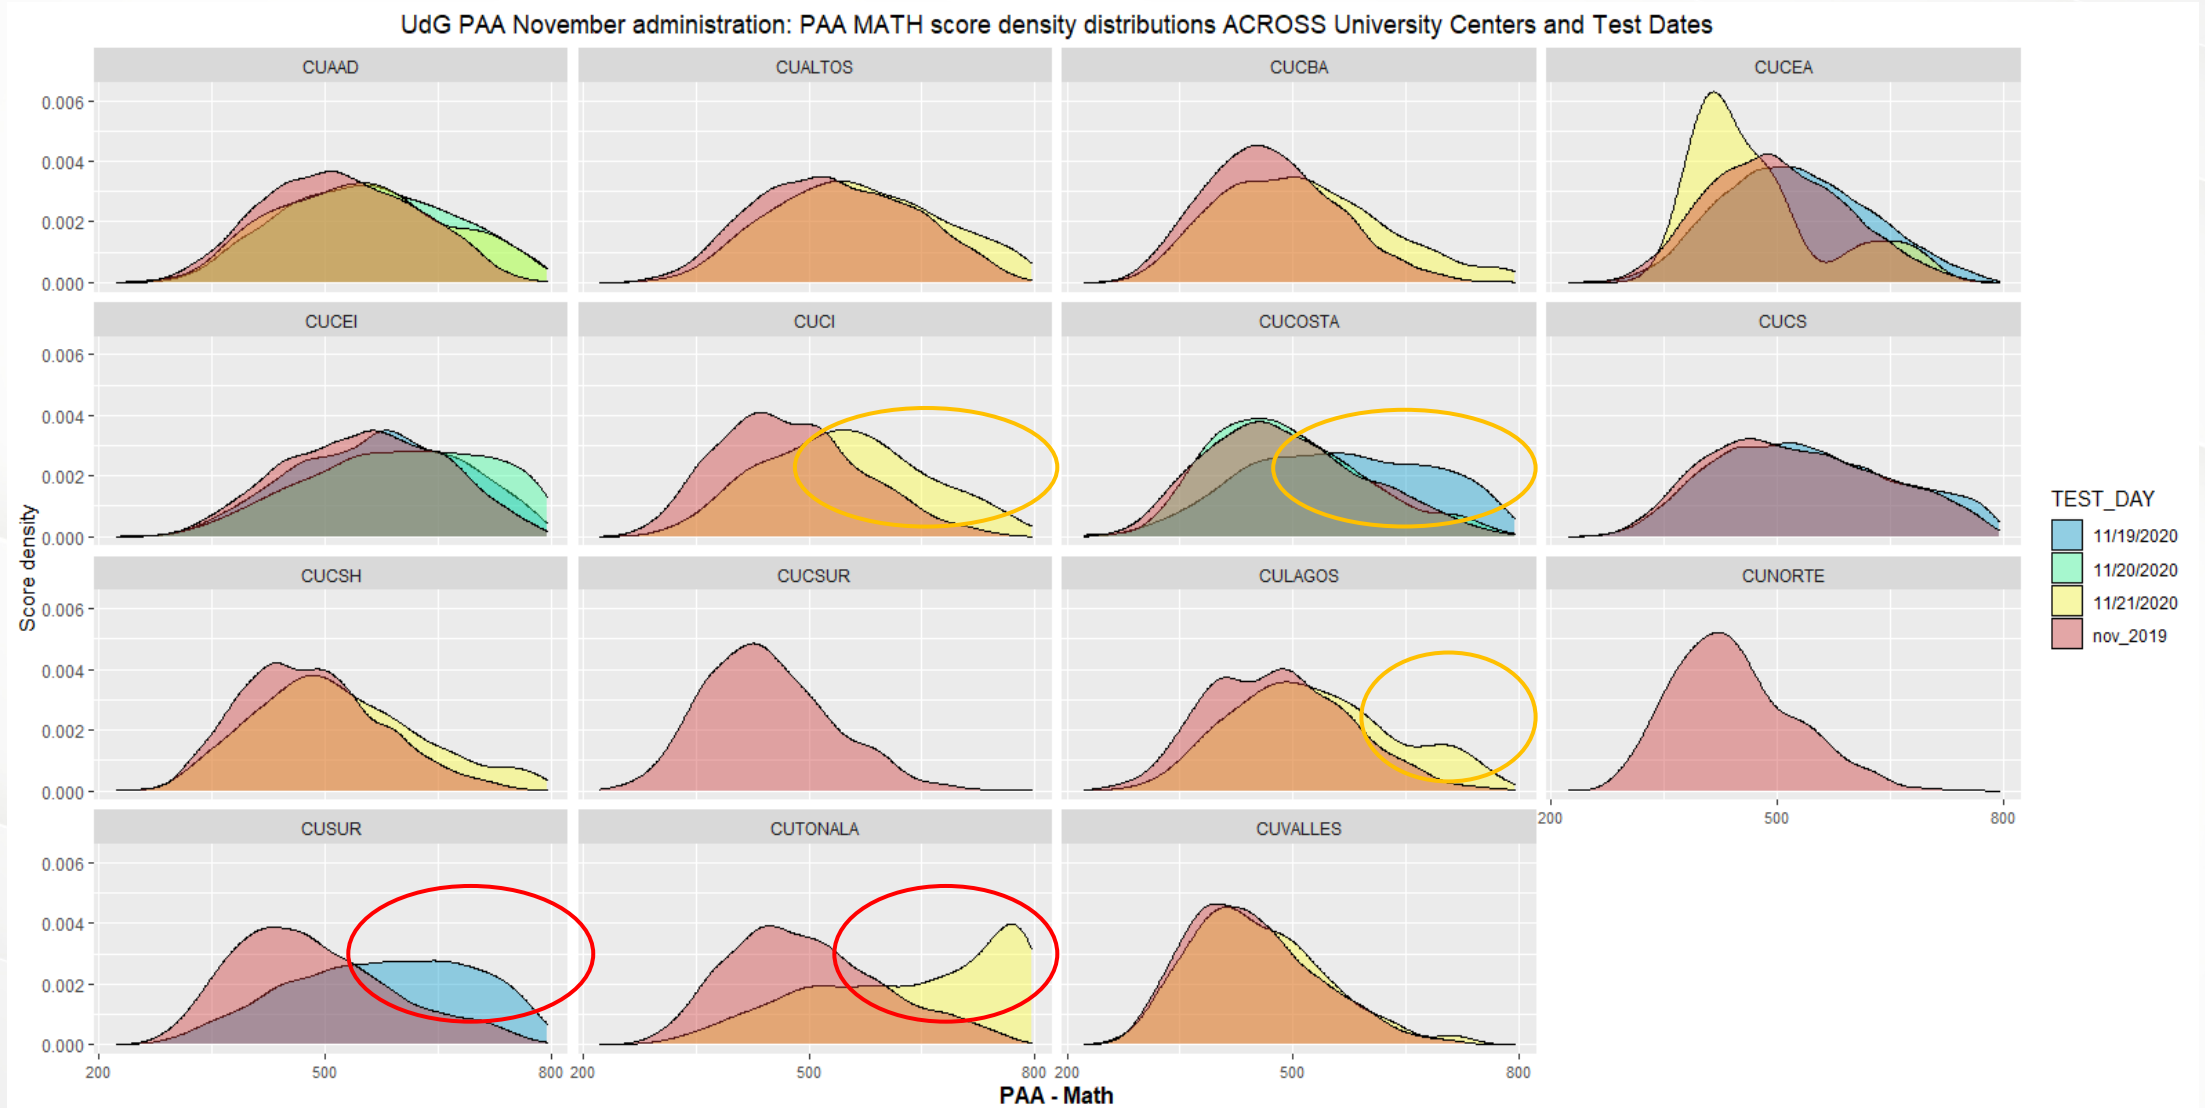 UdG PAA November administration: PAA MATH score density distributions ACROSS University Centers and Test Dates
CUAAD
CUALTOS
CUCBA
CUCEA
0.006
0.004
0.002
0.000
CUCEI
CUCI
CUCOSTA
CUCS
0.006
0.004
0.002
0.000
CUCSH
CUCSUR
CULAGOS
CUNORTE
0.006
0.004
0.002
0.000
200 500 800
CUSUR
CUTONALA
CUVALLES
0.006
0.004
0.002
0.000
200 500 800
200 500 800
200 500 800
Score density
PAA - Math
TEST_DAY
11/19/2020
11/20/2020
11/21/2020
nov_2019